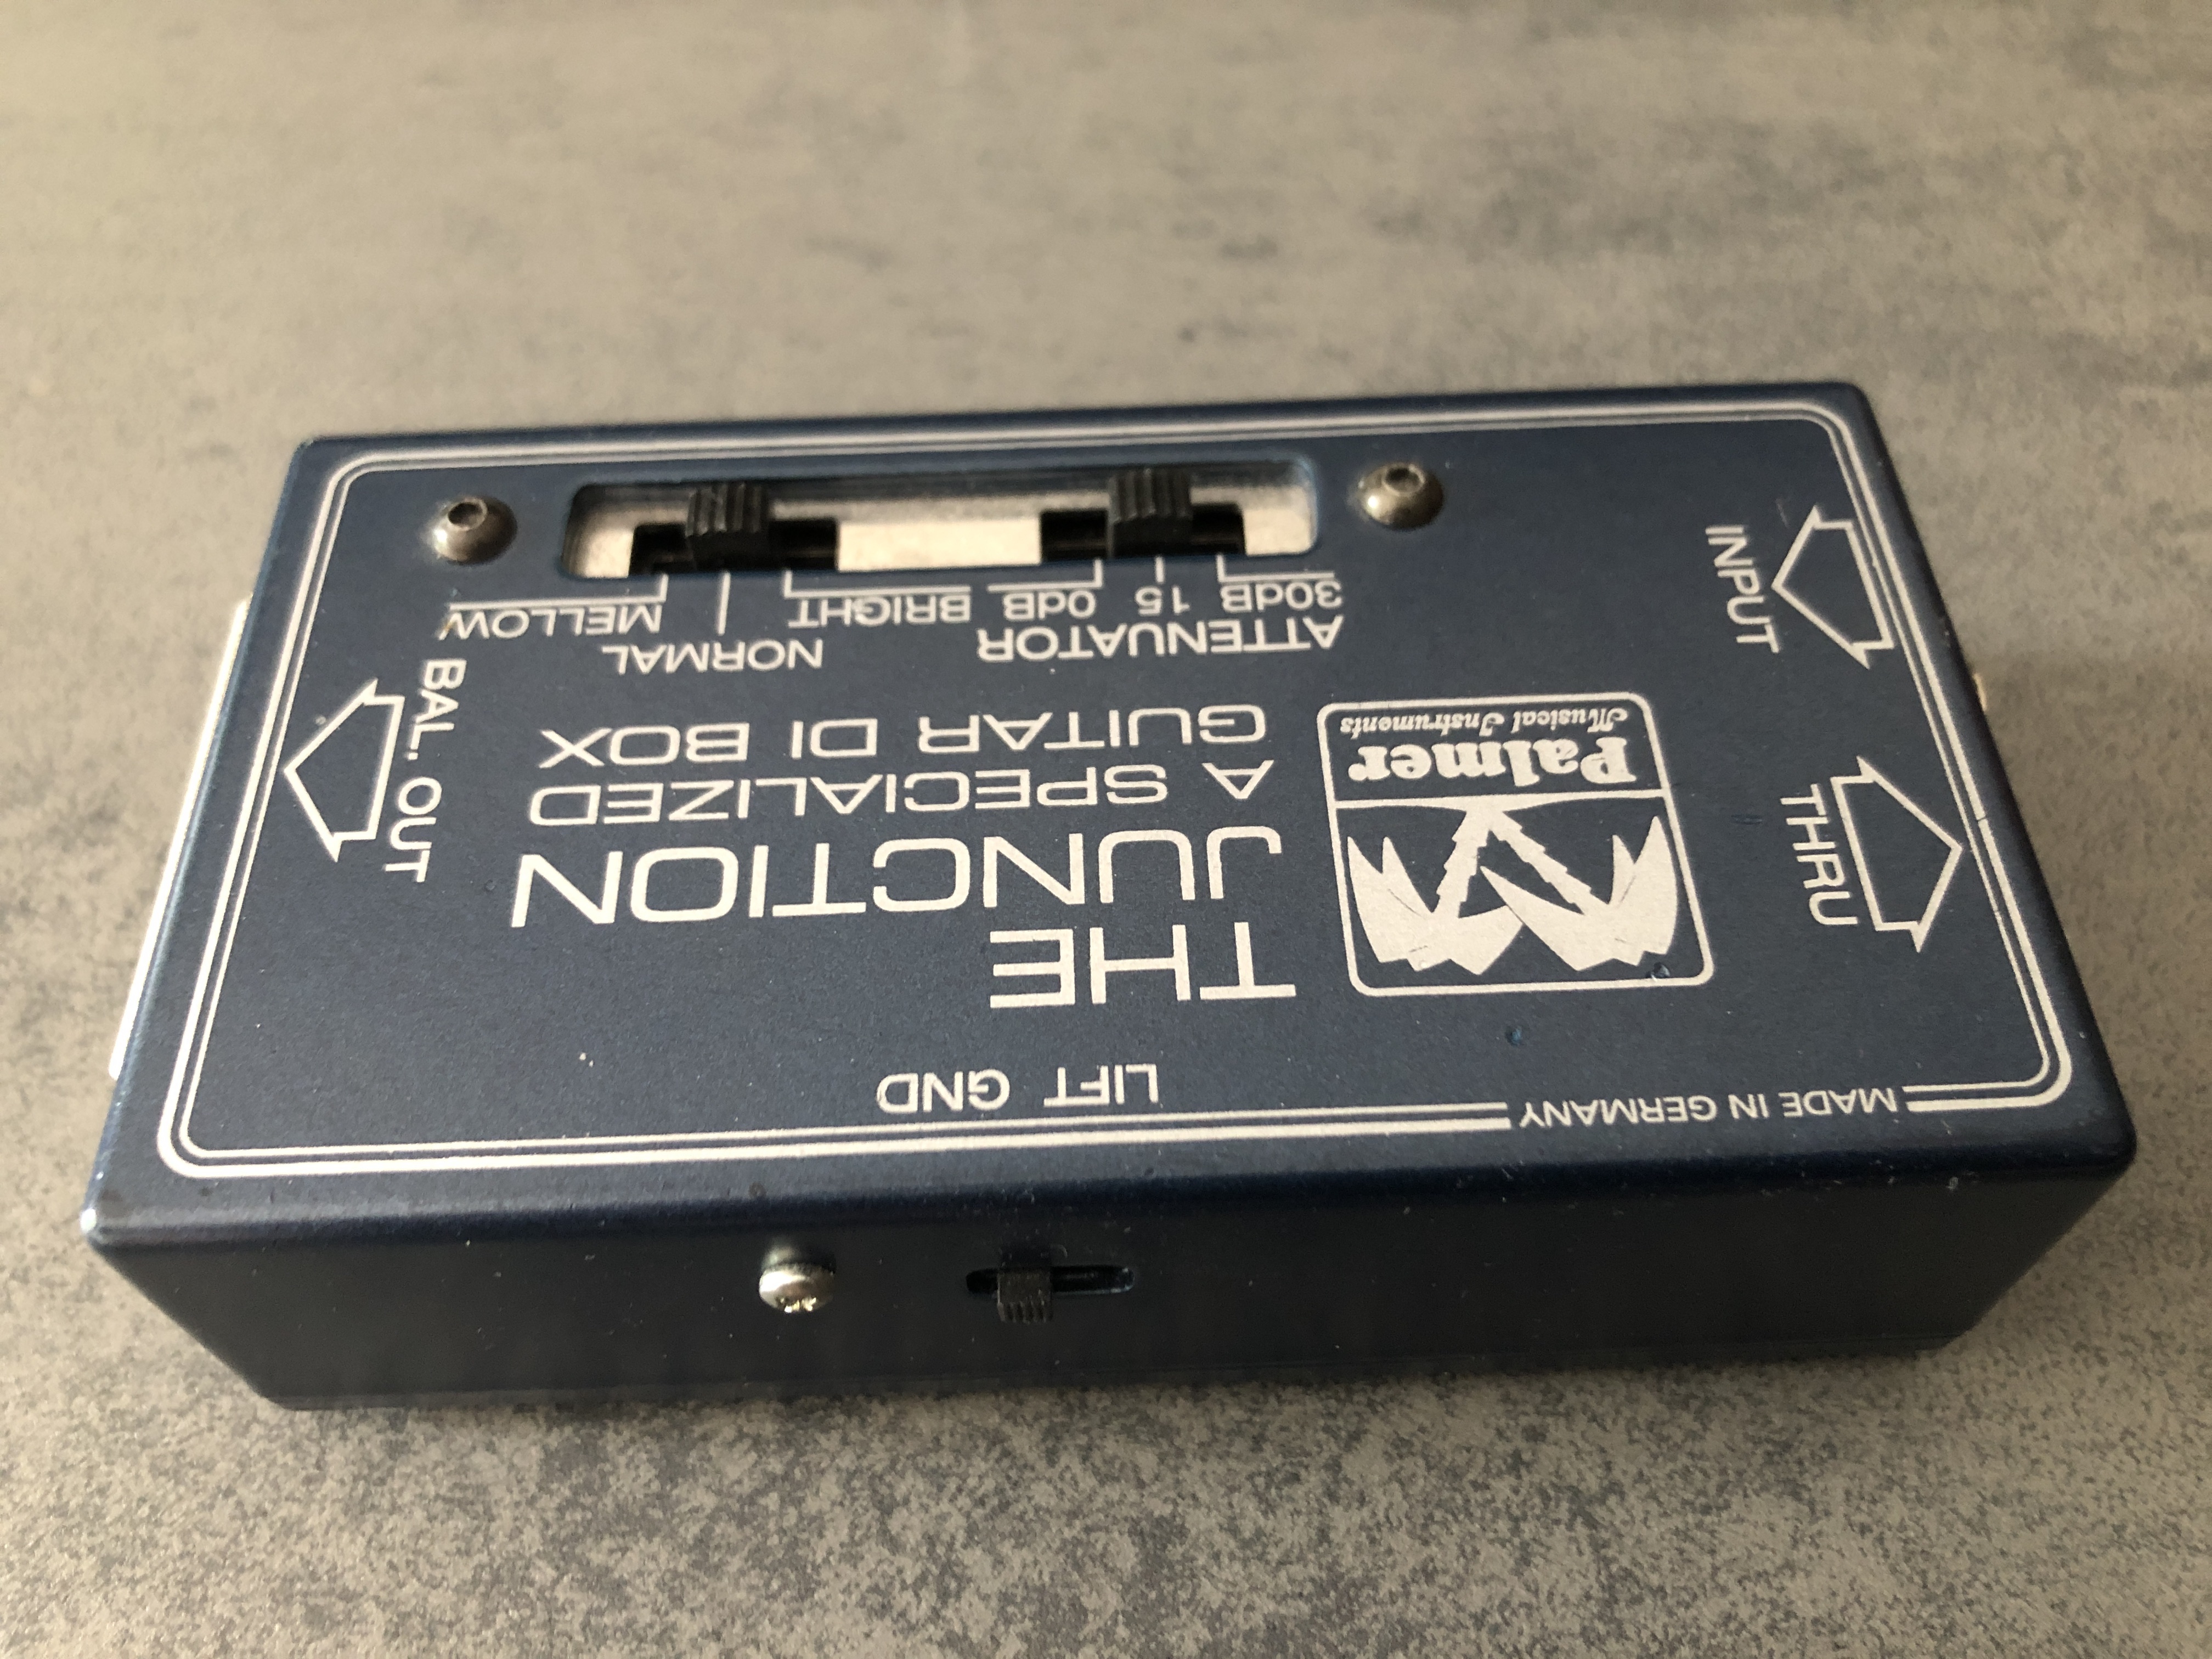 MADE IN GERMANY
LIFT GND
THE
JUNCTION
A SPECIALIZED
GUITAR DI BOX
Palmer
Musical Instruments
THRU
INPUT
BAL. OUT
ATTENUATOR
30dB 15 0dB
NORMAL
BRIGHT MELLOW